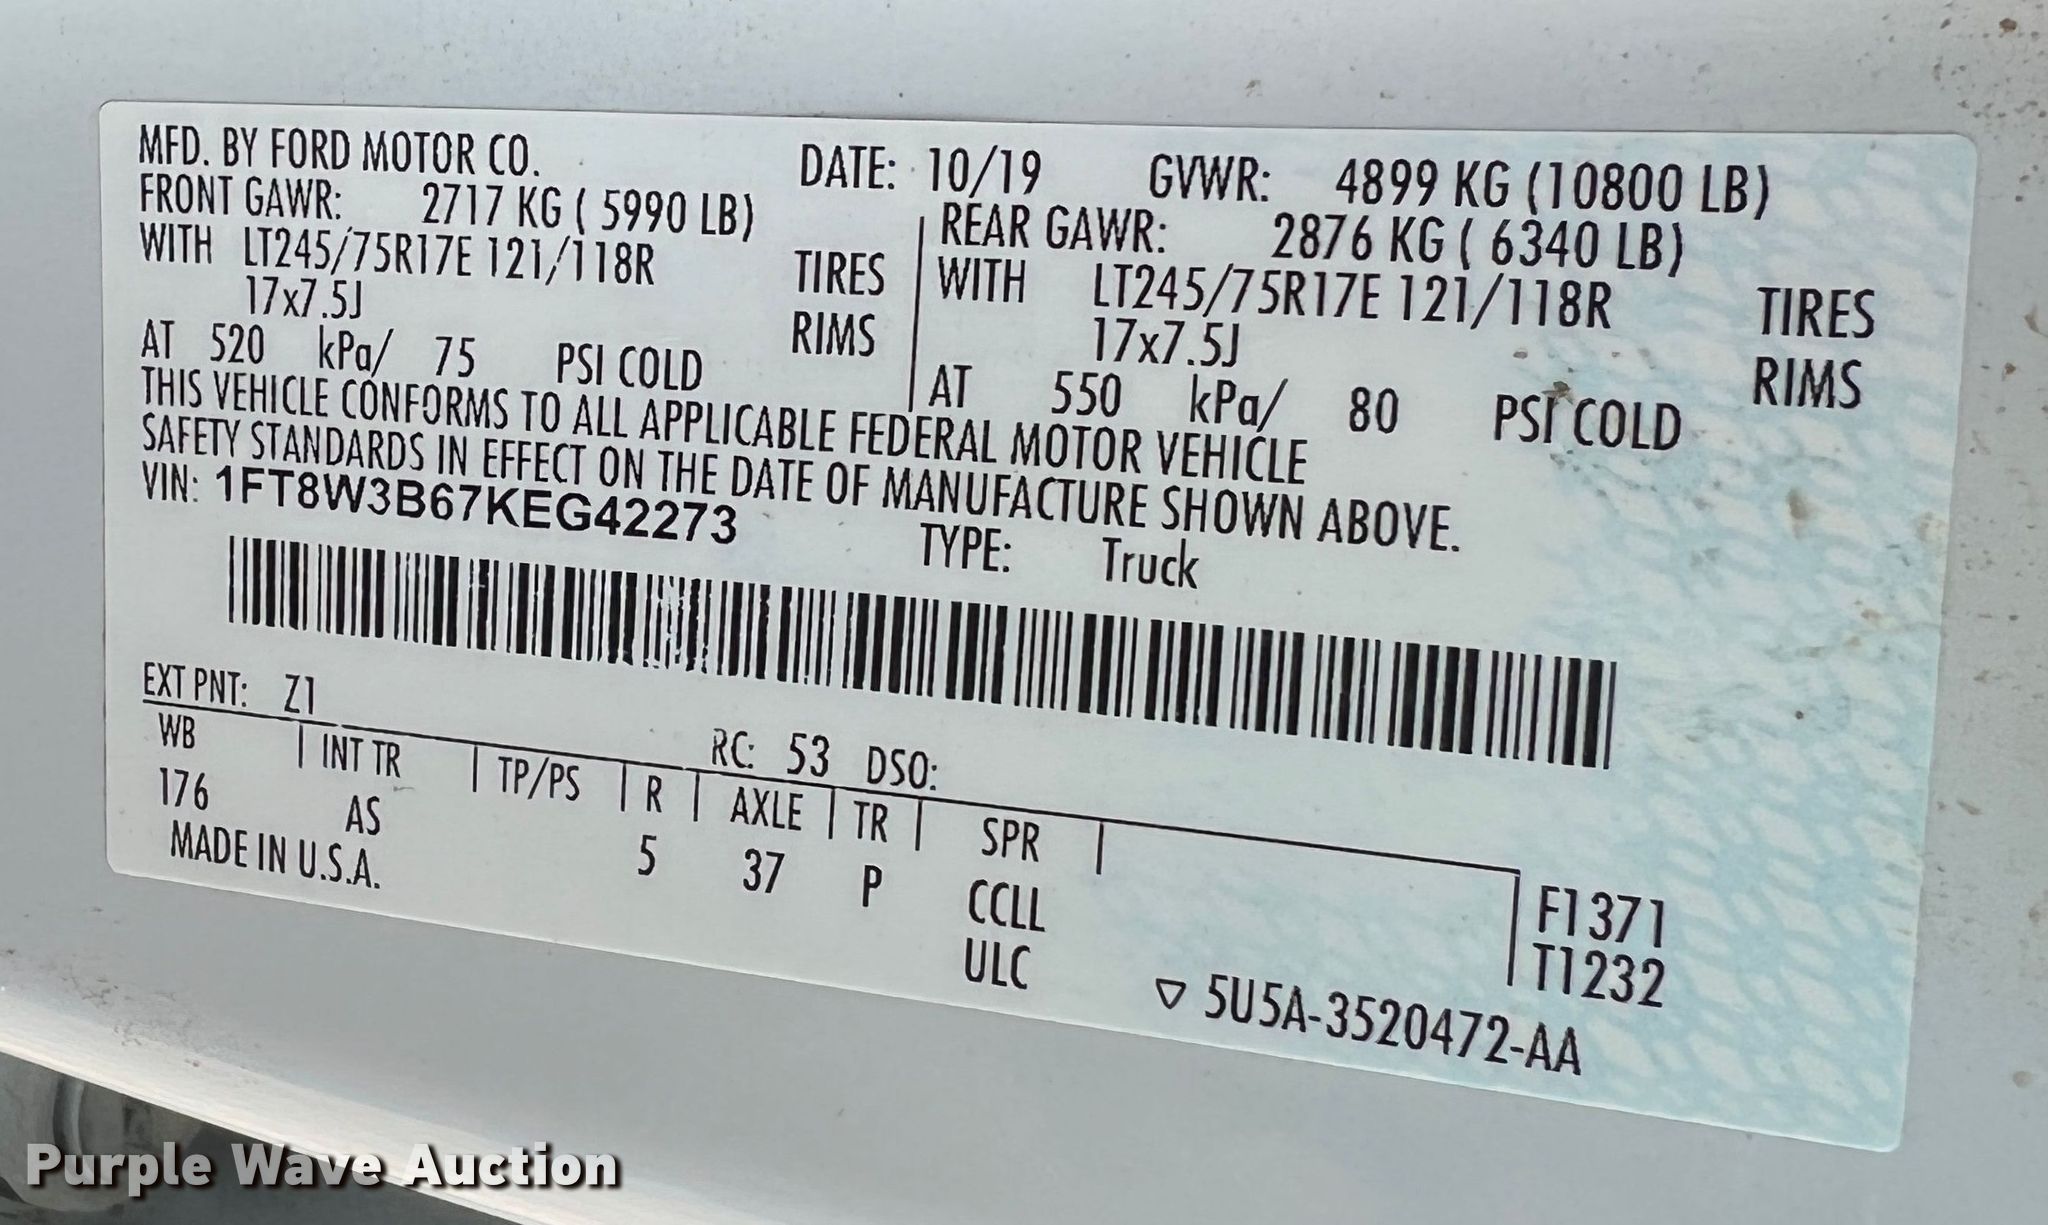 MFD. BY FORD MOTOR CO. DATE: 10/19 GVWR: 4899 KG (10800 LB)
FRONT GAWR: 2717 KG ( 5990 LB) REAR GAWR: 2876 KG ( 6340 LB)
WITH LT245/75R17E 121/118R TIRES WITH LT245/75R17E 121/118R TIRES
17x7.5J RIMS 17x7.5J RIMS
AT 520 kPa/ 75 PSI COLD AT 550 kPa/ 80 PSI COLD
THIS VEHICLE CONFORMS TO ALL APPLICABLE FEDERAL MOTOR VEHICLE
SAFETY STANDARDS IN EFFECT ON THE DATE OF MANUFACTURE SHOWN ABOVE.
VIN: 1FT8W3B67KEG42273 TYPE: Truck
EXT PNT: Z1 RC: 53 DSO:
WB INT TR TP/PS R AXLE TR SPR
176 AS 5 37 P CCLL F1371
MADE IN U.S.A. ULC T1232
▽ 5U5A-3520472-AA
Purple Wave Auction